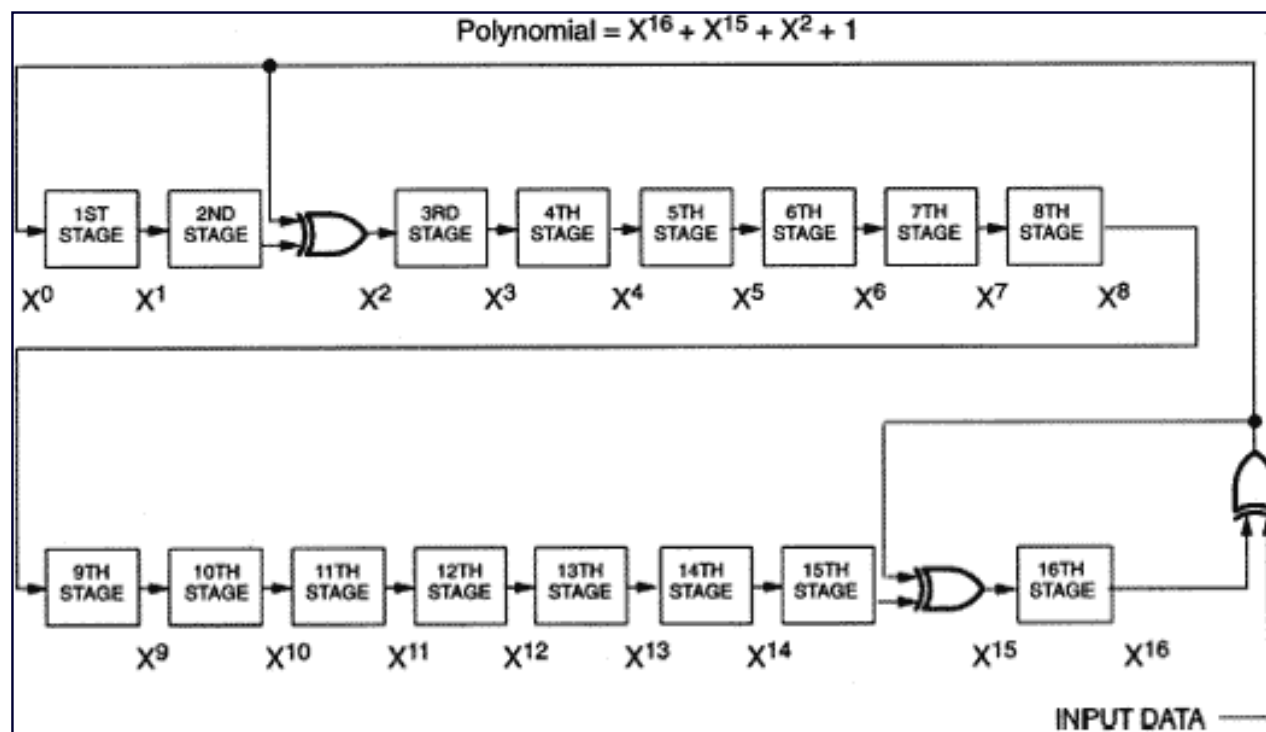 Polynomial = X16 + X15 + X2 + 1
1ST STAGE
2ND STAGE
3RD STAGE
4TH STAGE
5TH STAGE
6TH STAGE
7TH STAGE
8TH STAGE
X0 X1 X2 X3 X4 X5 X6 X7 X8
9TH STAGE
10TH STAGE
11TH STAGE
12TH STAGE
13TH STAGE
14TH STAGE
15TH STAGE
16TH STAGE
X9 X10 X11 X12 X13 X14 X15 X16
INPUT DATA